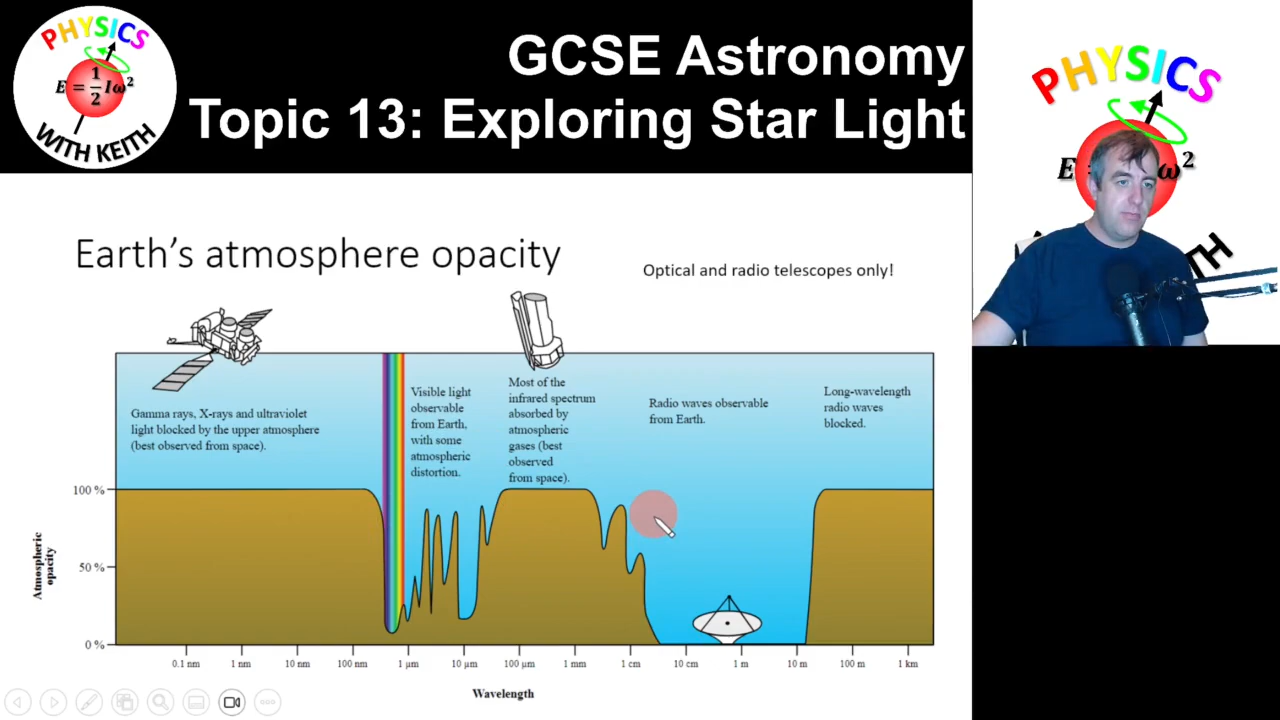 PHYSICS
E = 1/2 Iω²
WITH KEITH
GCSE Astronomy
Topic 13: Exploring Star Light
PHYSICS
E
ω²
TH
Earth's atmosphere opacity
Optical and radio telescopes only!
Gamma rays, X-rays and ultraviolet
light blocked by the upper atmosphere
(best observed from space).
Visible light
observable
from Earth,
with some
atmospheric
distortion.
Most of the
infrared spectrum
absorbed by
atmospheric
gases (best
observed
from space).
Radio waves observable
from Earth.
Long-wavelength
radio waves
blocked.
Atmospheric
opacity
100 %
50 %
0 %
0.1 nm 1 nm 10 nm 100 nm 1 µm 10 µm 100 µm 1 mm 1 cm 10 cm 1 m 10 m 100 m 1 km
Wavelength